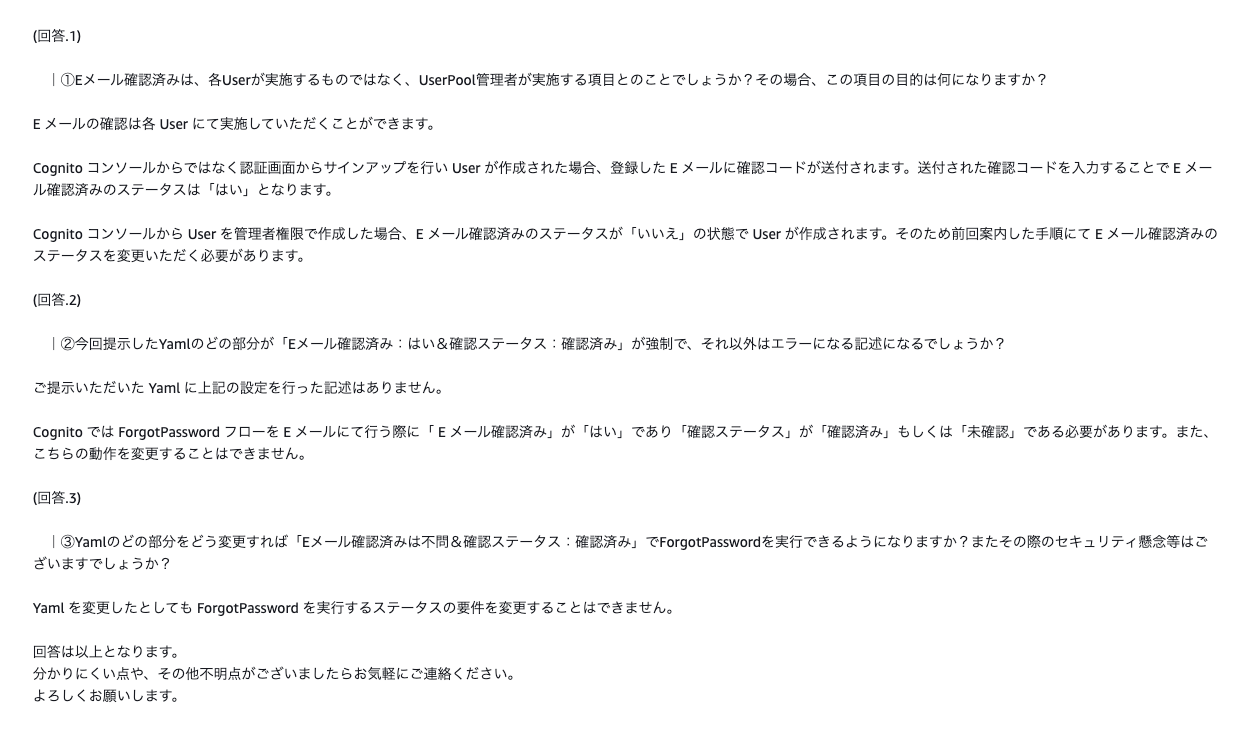 (回答.1)
｜①Eメール確認済みは、各Userが実施するものではなく、UserPool管理者が実施する項目とのことでしょうか？その場合、この項目の目的は何になりますか？
E メールの確認は各 User にて実施していただくことができます。
Cognito コンソールからではなく認証画面からサインアップを行い User が作成された場合、登録した E メールに確認コードが送付されます。送付された確認コードを入力することで E メー
ル確認済みのステータスは「はい」となります。
Cognito コンソールから User を管理者権限で作成した場合、E メール確認済みのステータスが「いいえ」の状態で User が作成されます。そのため前回案内した手順にて E メール確認済みの
ステータスを変更いただく必要があります。
(回答.2)
｜②今回提示したYamlのどの部分が「Eメール確認済み：はい＆確認ステータス：確認済み」が強制で、それ以外はエラーになる記述になるでしょうか？
ご提示いただいた Yaml に上記の設定を行った記述はありません。
Cognito では ForgotPassword フローを E メールにて行う際に「 E メール確認済み」が「はい」であり「確認ステータス」が「確認済み」もしくは「未確認」である必要があります。また、
こちらの動作を変更することはできません。
(回答.3)
｜③Yamlのどの部分をどう変更すれば「Eメール確認済みは不問＆確認ステータス：確認済み」でForgotPasswordを実行できるようになりますか？またその際のセキュリティ懸念等はご
ざいますでしょうか？
Yaml を変更したとしても ForgotPassword を実行するステータスの要件を変更することはできません。
回答は以上となります。
分かりにくい点や、その他不明点がございましたらお気軽にご連絡ください。
よろしくお願いします。